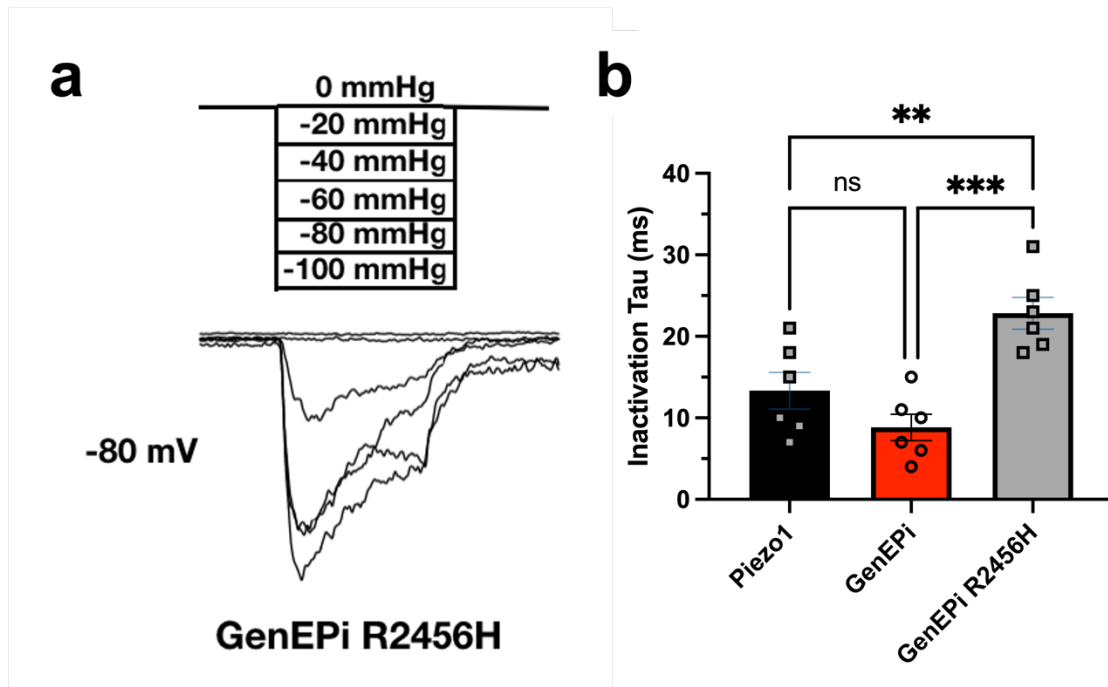 a
0 mmHg
-20 mmHg
-40 mmHg
-60 mmHg
-80 mmHg
-100 mmHg
-80 mV
GenEPi R2456H
b
**
ns
***
40
30
20
10
0
Inactivation Tau (ms)
Piezo1
GenEPi
GenEPi R2456H